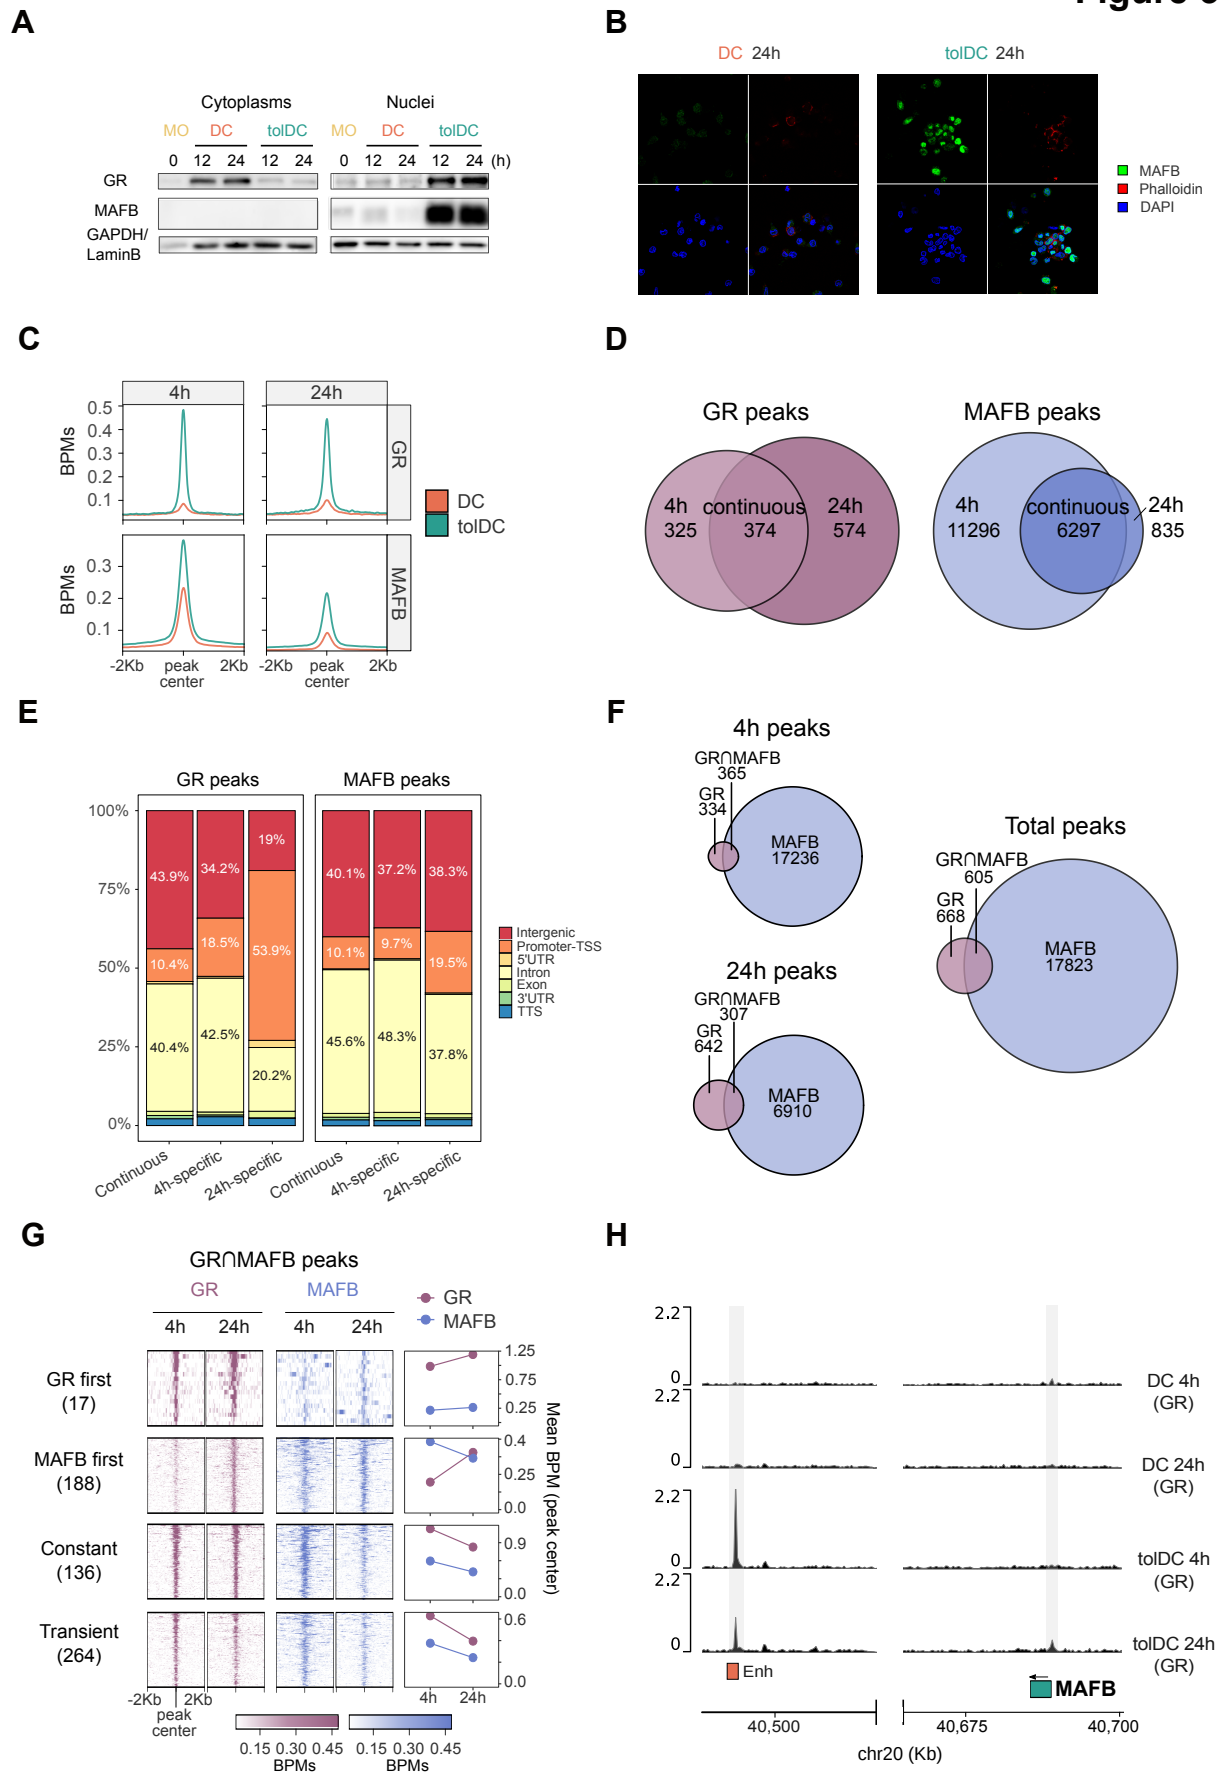 A
Cytoplasms Nuclei
MO DC tolDC MO DC tolDC
0 12 24 12 24 0 12 24 12 24 (h)
GR
MAFB
GAPDH/
LaminB
B
DC 24h tolDC 24h
MAFB
Phalloidin
DAPI
C
4h 24h
0.5
0.4
0.3
0.2
0.1
BPMs
GR
0.3
0.2
0.1
BPMs
MAFB
-2Kb peak center 2Kb -2Kb peak center 2Kb
DC
tolDC
D
GR peaks MAFB peaks
4h continuous 24h
325 374 574
4h continuous 24h
11296 6297 835
E
GR peaks MAFB peaks
100%
75%
50%
25%
0%
43.9% 34.2% 19% 40.1% 37.2% 38.3%
10.4% 18.5% 53.9% 10.1% 9.7% 19.5%
40.4% 42.5% 20.2% 45.6% 48.3% 37.8%
Continuous 4h-specific 24h-specific Continuous 4h-specific 24h-specific
Intergenic
Promoter-TSS
5'UTR
Intron
Exon
3'UTR
TTS
F
4h peaks
GR∩MAFB
365
GR
334
MAFB
17236
24h peaks
GR∩MAFB
307
GR
642
MAFB
6910
Total peaks
GR∩MAFB
605
GR
668
MAFB
17823
G
GR∩MAFB peaks
GR MAFB
4h 24h 4h 24h
GR
MAFB
GR first
(17)
MAFB first
(188)
Constant
(136)
Transient
(264)
1.25
0.75
0.25
0.4
0.25
0.0
0.9
0.0
0.6
0.0
Mean BPM (peak center)
4h 24h
-2Kb 2Kb
peak
center
0.15 0.30 0.45 0.15 0.30 0.45
BPMs BPMs
H
2.2
0
DC 4h
(GR)
2.2
0
DC 24h
(GR)
2.2
0
tolDC 4h
(GR)
2.2
0
tolDC 24h
(GR)
Enh
MAFB
40,500 40,675 40,700
chr20 (Kb)